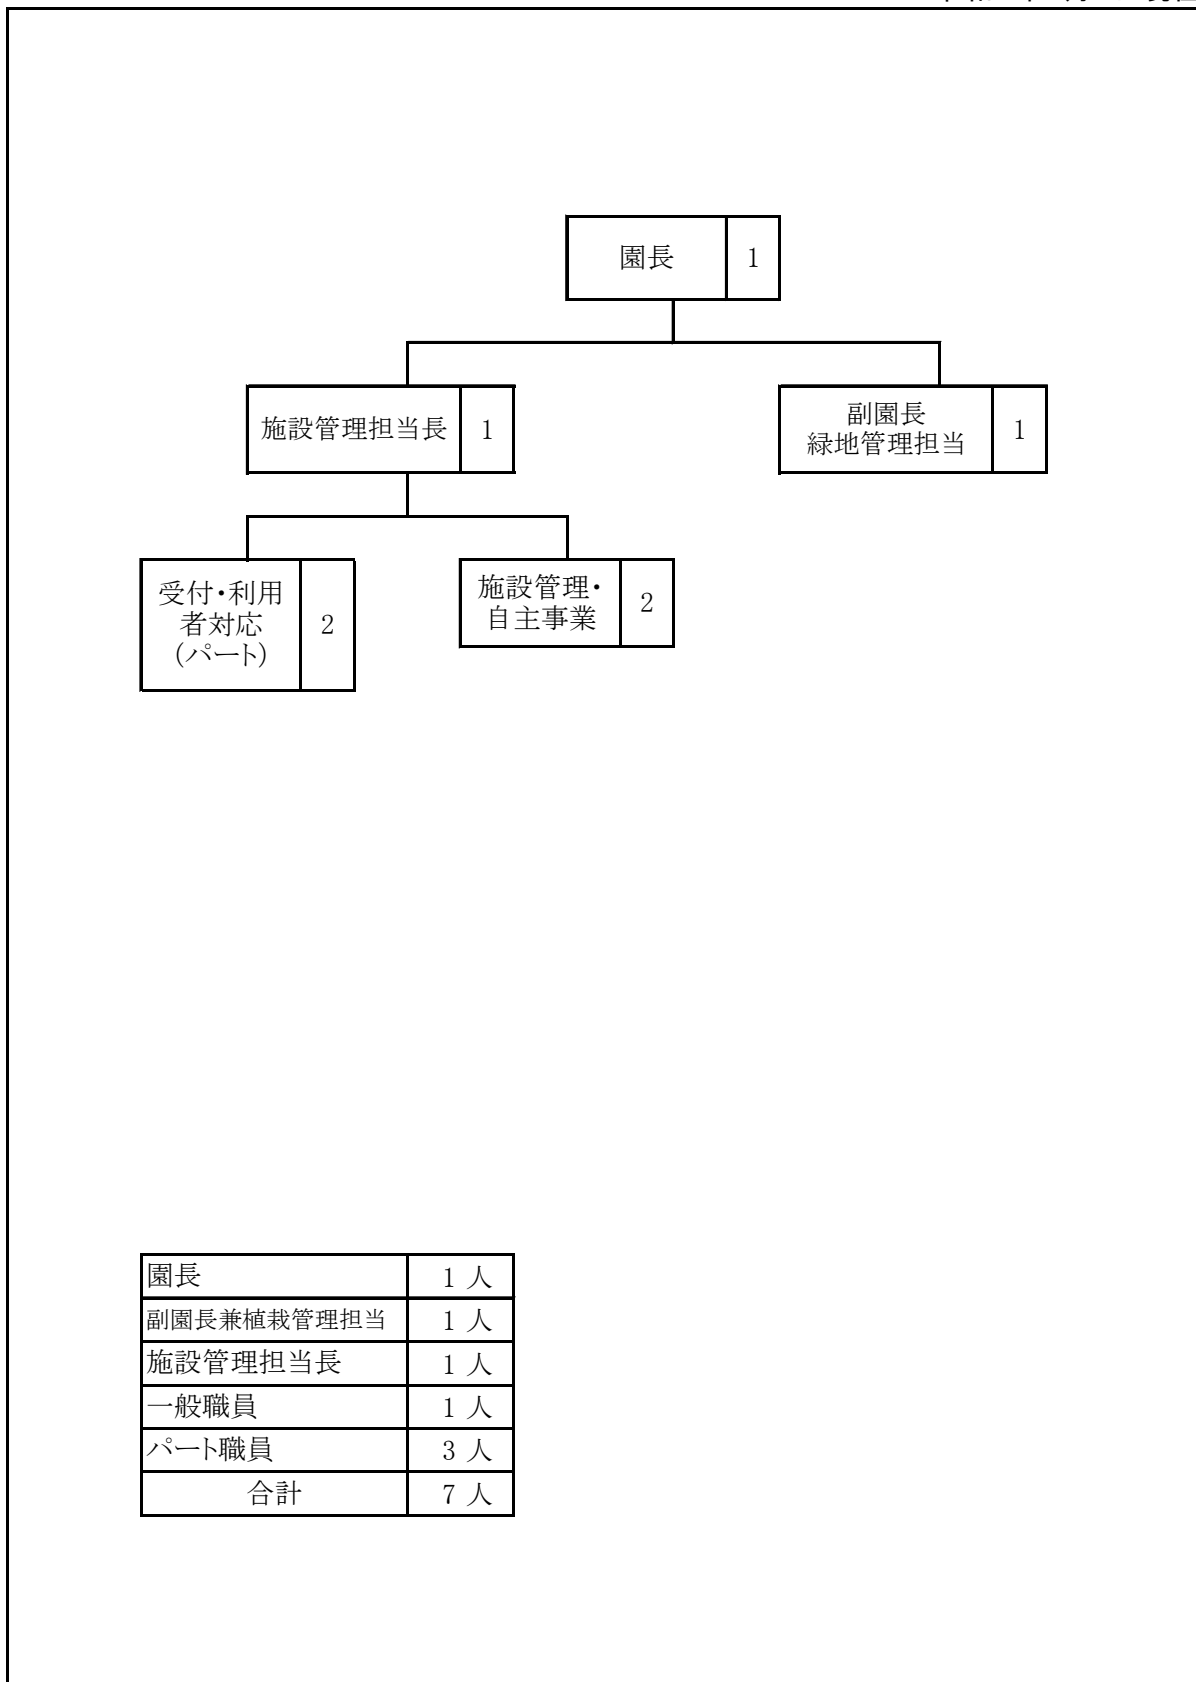 園長 1
施設管理担当長 1
副園長
緑地管理担当 1
受付・利用
者対応
（パート） 2
施設管理・
自主事業 2
園長 1 人
副園長兼植栽管理担当 1 人
施設管理担当長 1 人
一般職員 1 人
パート職員 3 人
合計 7 人